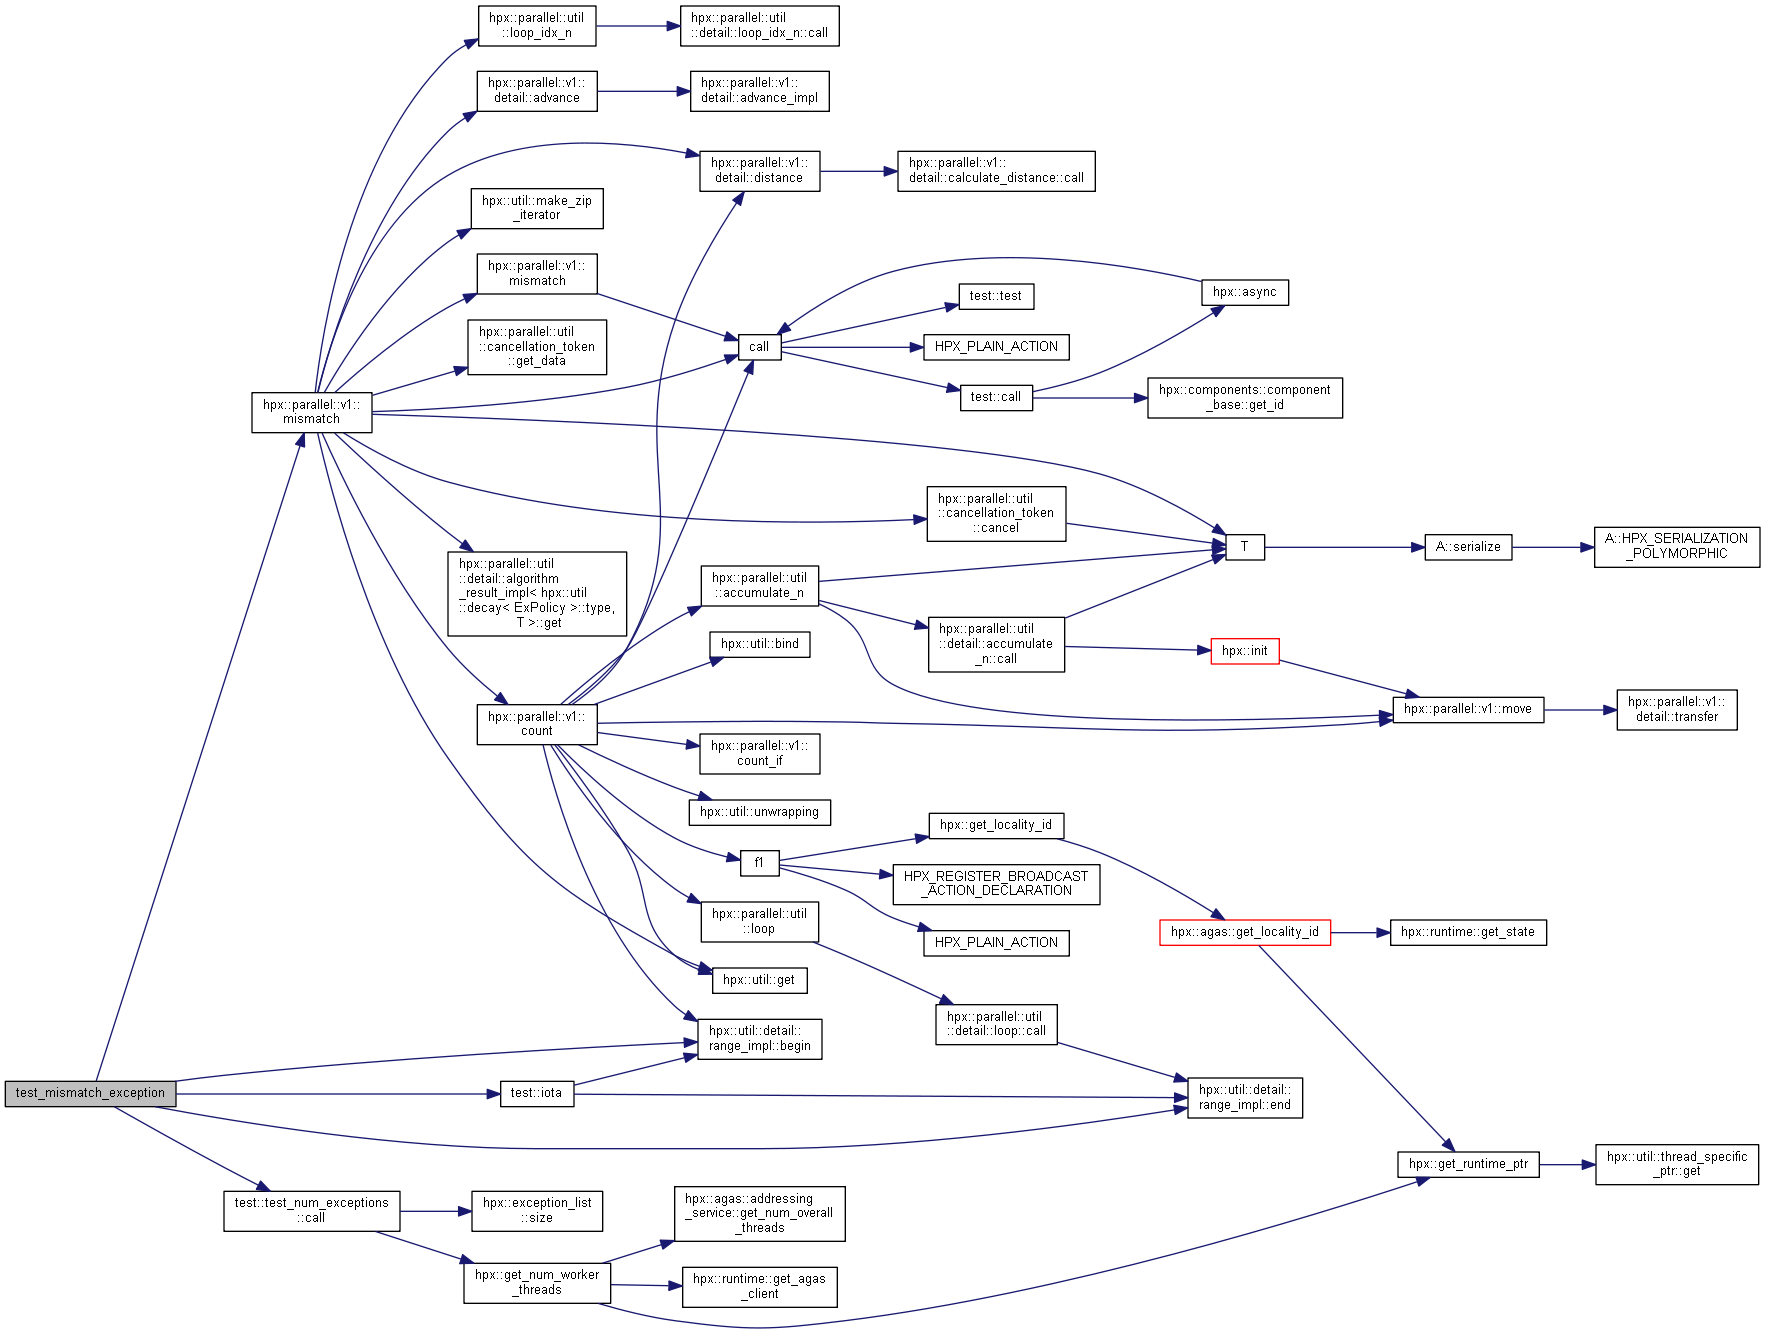 hpx::parallel::util
::loop_idx_n
hpx::parallel::util
::detail::loop_idx_n::call
hpx::parallel::v1::
detail::advance
hpx::parallel::v1::
detail::advance_impl
hpx::parallel::v1::
detail::distance
hpx::parallel::v1::
detail::calculate_distance::call
hpx::util::make_zip
_iterator
hpx::parallel::v1::
mismatch
hpx::async
test::test
hpx::parallel::util
::cancellation_token
::get_data
call
HPX_PLAIN_ACTION
test::call
hpx::components::component
_base::get_id
hpx::parallel::v1::
mismatch
hpx::parallel::util
::cancellation_token
::cancel
T
A::serialize
A::HPX_SERIALIZATION
_POLYMORPHIC
hpx::parallel::util
::detail::algorithm
_result_impl< hpx::util
::decay< ExPolicy >::type,
T >::get
hpx::parallel::util
::accumulate_n
hpx::parallel::util
::detail::accumulate
_n::call
hpx::util::bind
hpx::init
hpx::parallel::v1::
count
hpx::parallel::v1::move
hpx::parallel::v1::
detail::transfer
hpx::parallel::v1::
count_if
hpx::util::unwrapping
hpx::get_locality_id
f1
HPX_REGISTER_BROADCAST
_ACTION_DECLARATION
hpx::parallel::util
::loop
HPX_PLAIN_ACTION
hpx::agas::get_locality_id
hpx::runtime::get_state
hpx::util::get
hpx::util::detail::
range_impl::begin
hpx::parallel::util
::detail::loop::call
test_mismatch_exception
test::iota
hpx::util::detail::
range_impl::end
hpx::get_runtime_ptr
hpx::util::thread_specific
_ptr::get
test::test_num_exceptions
::call
hpx::exception_list
::size
hpx::agas::addressing
_service::get_num_overall
_threads
hpx::get_num_worker
_threads
hpx::runtime::get_agas
_client